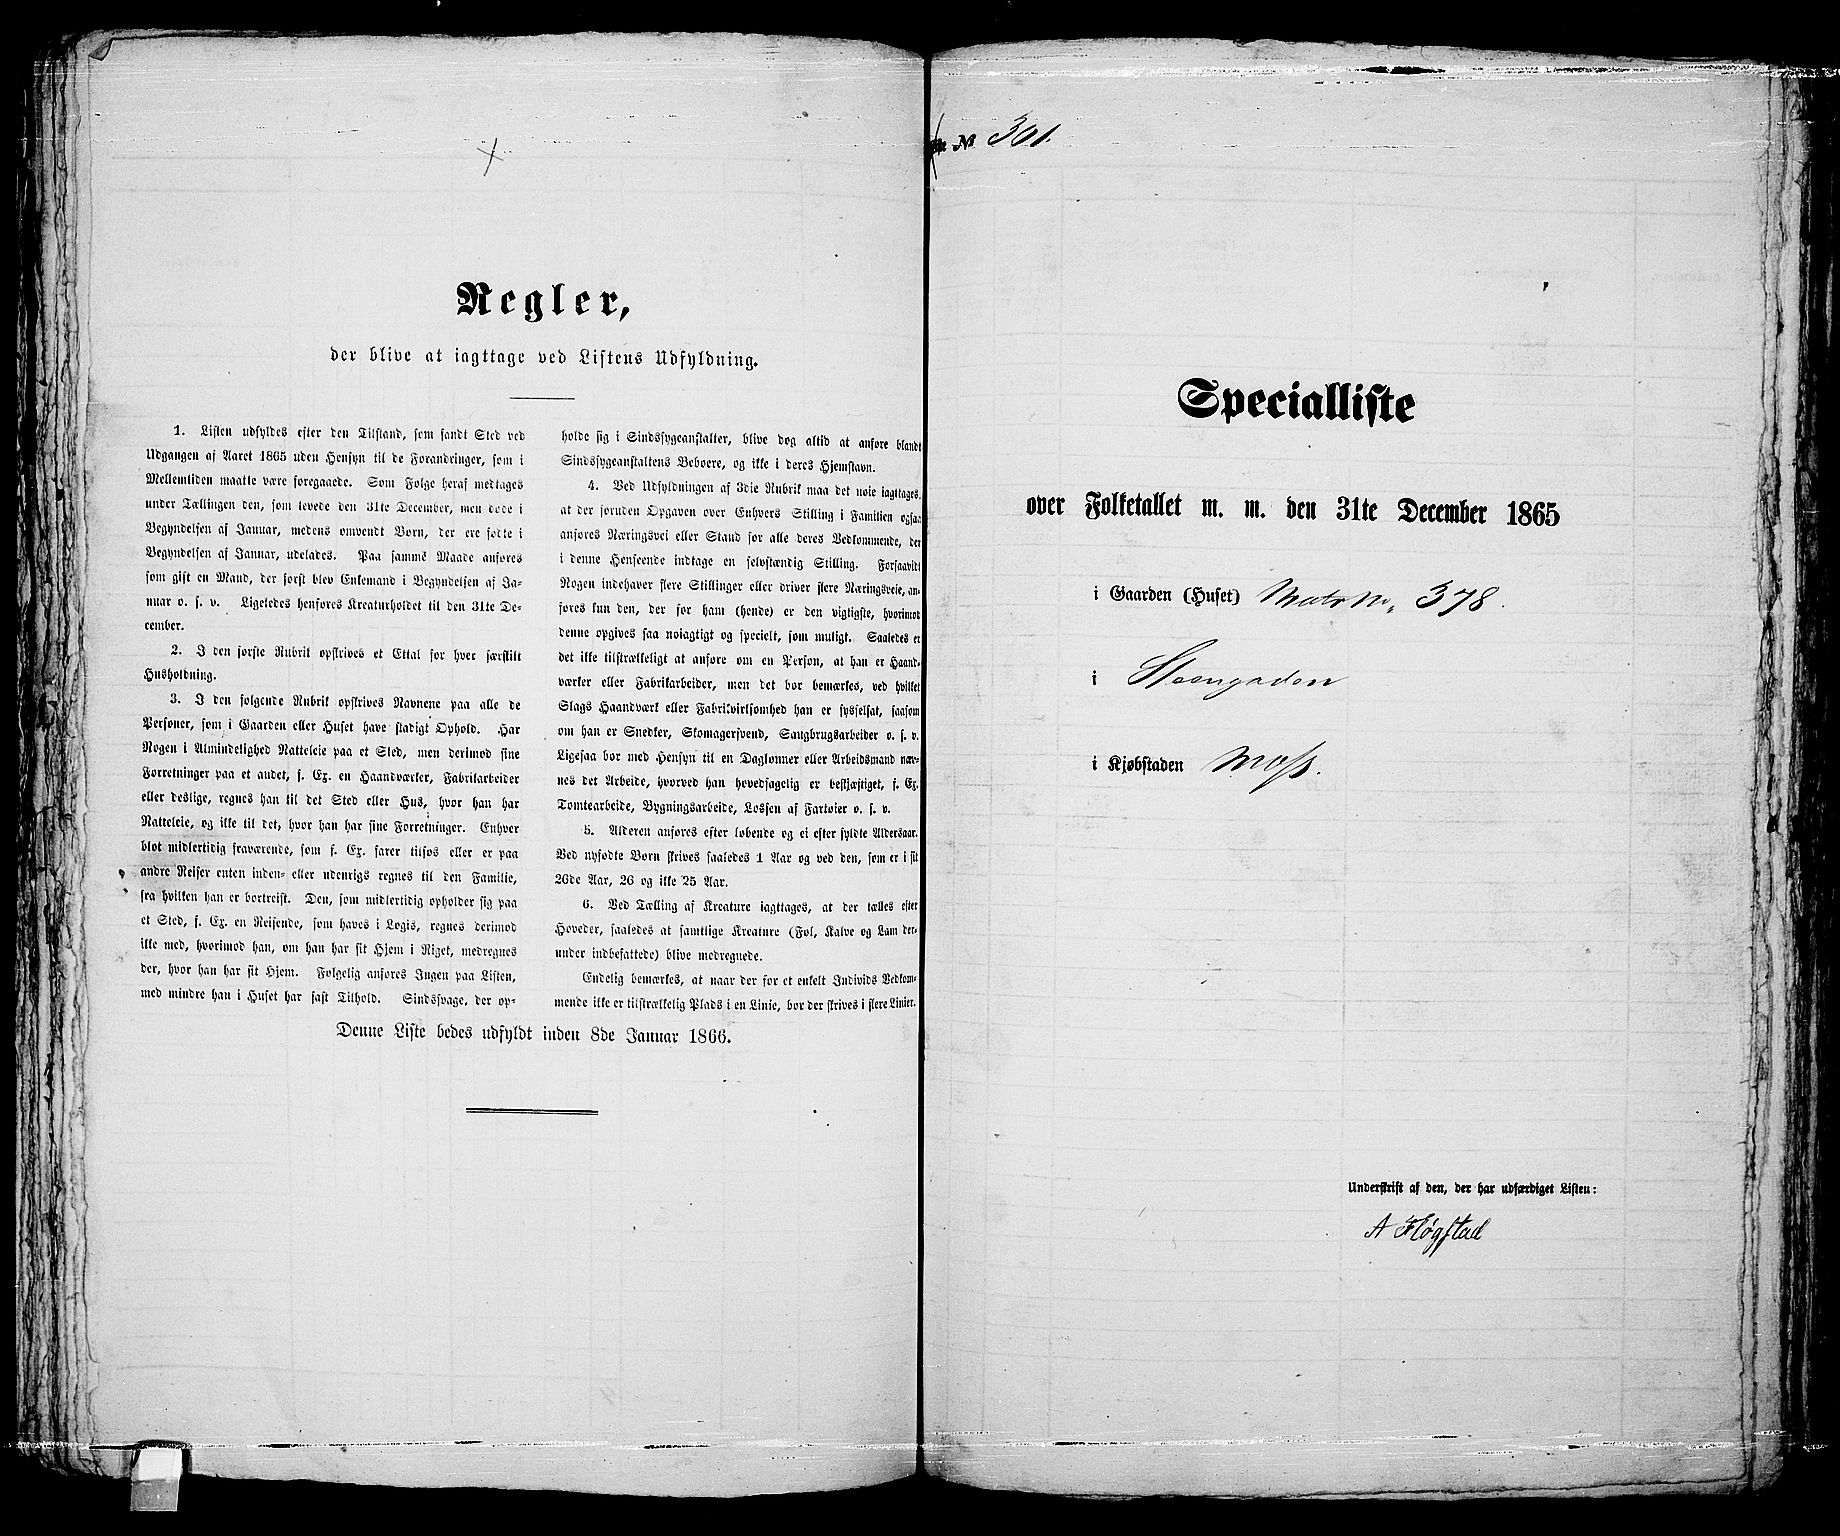 Regler,
der blive at iagttage ved Listens Udfyldning.
1. Listen udfyldes efter den Tilstand, som fandt Sted ved
Udgangen af Aaret 1865 uden Hensyn til de Forandringer, som i
Mellemtiden maatte være foregaaede. Som Følge heraf medtages
under Tællingen den, som levede den 31te December, men døde i
Begyndelsen af Januar, medens omvendt Børn, der ere fødte i
Begyndelsen af Januar, udelades. Paa samme Maade anføres
som gift en Mand, der først blev Enkemand i Begyndelsen af Ja-
nuar o. s. v. Ligeledes henføres Kreaturholdet til den 31te De-
cember.
2. I den første Rubrik opskrives et Ettal for hver særskilt
Husholdning.
3. I den følgende Rubrik opskrives Navnene paa alle de
Personer, som i Gaarden eller Huset have stadigt Ophold. Har
Nogen i Almindelighed Natteleie paa et Sted, men derimod sine
Forretninger paa et andet, f. Ex. en Haandværker, Fabrikarbeider
eller deslige, regnes han til det Sted eller Hus, hvor han har
Natteleie, og ikke til det, hvor han har sine Forretninger. Enhver
blot midlertidig fraværende, som f. Ex. farer tilsøs eller er paa
andre Reiser enten inden- eller udenrigs regnes til den Familie,
fra hvilken han er bortreist. Den, som midlertidig opholder sig paa
et Sted, f. Ex. en Reisende, som haves i Logis, regnes derimod
ikke med, hvorimod han, om han har sit Hjem i Riget, medregnes
der, hvor han har sit Hjem. Følgelig anføres Ingen paa Listen,
med mindre han i Huset har fast Tilhold. Sindssvage, der op-
holde sig i Sindssygeanstalter, blive dog altid at anføre blandt
Sindssygeanstaltens Beboere, og ikke i deres Hjemstavn.
4. Ved Udfyldningen af 3die Rubrik maa det nøie iagttages,
at der foruden Opgaven over Enhvers Stilling i Familien ogsaa
anføres Næringsvei eller Stand for alle deres Vedkommende, der
i denne Henseende indtage en selvstændig Stilling. Forsaavidt
Nogen indehaver flere Stillinger eller driver flere Næringsveie, an-
føres kun den, der for ham (hende) er den vigtigste, hvorimod
denne opgives saa nøiagtigt og specielt, som muligt. Saaledes er
det ikke tilstrækkeligt at anføre om en Person, at han er Haand-
værker eller Fabrikarbeider, men det bør bemærkes, ved hvilket
Slags Haandværk eller Fabrikvirksomhed han er sysselsat, saasom
om han er Snedker, Skomagersvend, Saugbrugsarbeider o. s. v.
Ligesaa bør med Hensyn til en Daglønner eller Arbeidsmand næv-
nes det Arbeide, hvorved han hovedsagelig er beskjæftiget, f. Ex.
Tomtearbeide, Bygningsarbeide, Lossen af Fartøier o. s. v.
5. Alderen anføres efter løbende og ei efter fyldte Aldersaar.
Ved nyfødte Børn skrives saaledes 1 Aar og ved den, som er i sit
26de Aar, 26 og ikke 25 Aar.
6. Ved Tælling af Kreature iagttages, at der tælles efter
Hoveder, saaledes at samtlige Kreature (Føl, Kalve og Lam der-
under indbefattede) blive medregnede.
Endelig bemærkes, at naar der for et enkelt Individs Vedkom-
mende ikke er tilstrækkelig Plads i en Linie, bør der skrives i flere Linier.
Denne Liste bedes udfyldt inden 8de Januar 1866.
№ 301.
Specialliste
over Folketallet m. m. den 31te December 1865
i Gaarden (Huset) Matr No, 378.
i Steengaden
i Kjøbstaden Moss.
Underskrift af den, der har udfærdiget Listen:
A Fløgstad